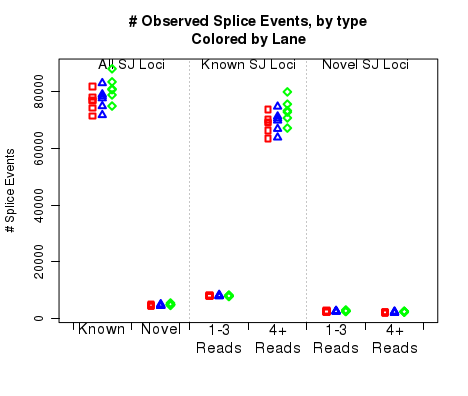 # Observed Splice Events, by type
Colored by Lane
All SJ Loci Known SJ Loci Novel SJ Loci
# Splice Events
80000
60000
40000
20000
0
Known Novel 1-3 4+ 1-3 4+
Reads Reads Reads Reads